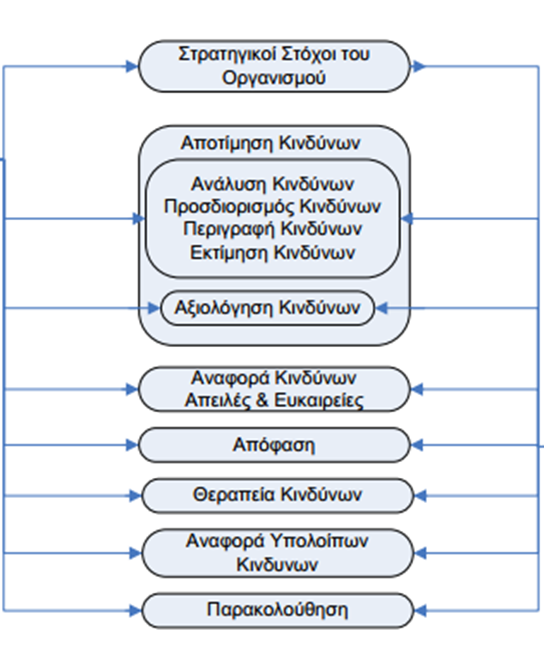 Στρατηγικοί Στόχοι του
Οργανισμού
Αποτίμηση Κινδύνων
Ανάλυση Κινδύνων
Προσδιορισμός Κινδύνων
Περιγραφή Κινδύνων
Εκτίμηση Κινδύνων
Αξιολόγηση Κινδύνων
Αναφορά Κινδύνων
Απειλές & Ευκαιρείες
Απόφαση
Θεραπεία Κινδύνων
Αναφορά Υπολοίπων
Κινδυνων
Παρακολούθηση